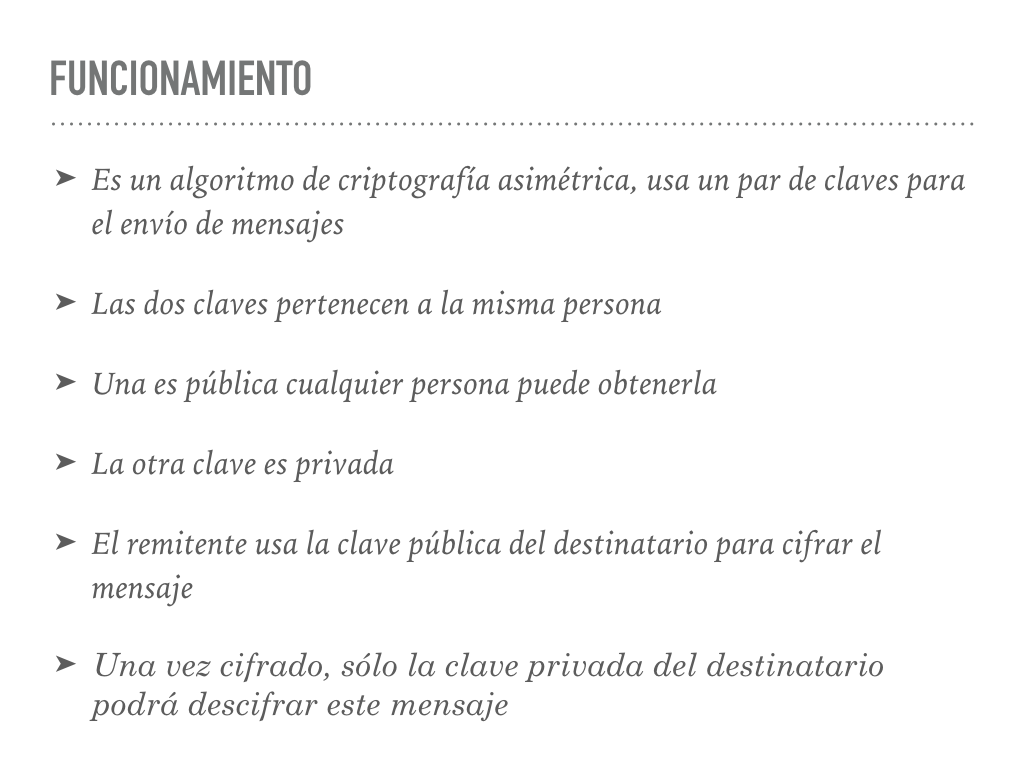 FUNCIONAMIENTO
➤ Es un algoritmo de criptografía asimétrica, usa un par de claves para
el envío de mensajes
➤ Las dos claves pertenecen a la misma persona
➤ Una es pública cualquier persona puede obtenerla
➤ La otra clave es privada
➤ El remitente usa la clave pública del destinatario para cifrar el
mensaje
➤ Una vez cifrado, sólo la clave privada del destinatario
podrá descifrar este mensaje